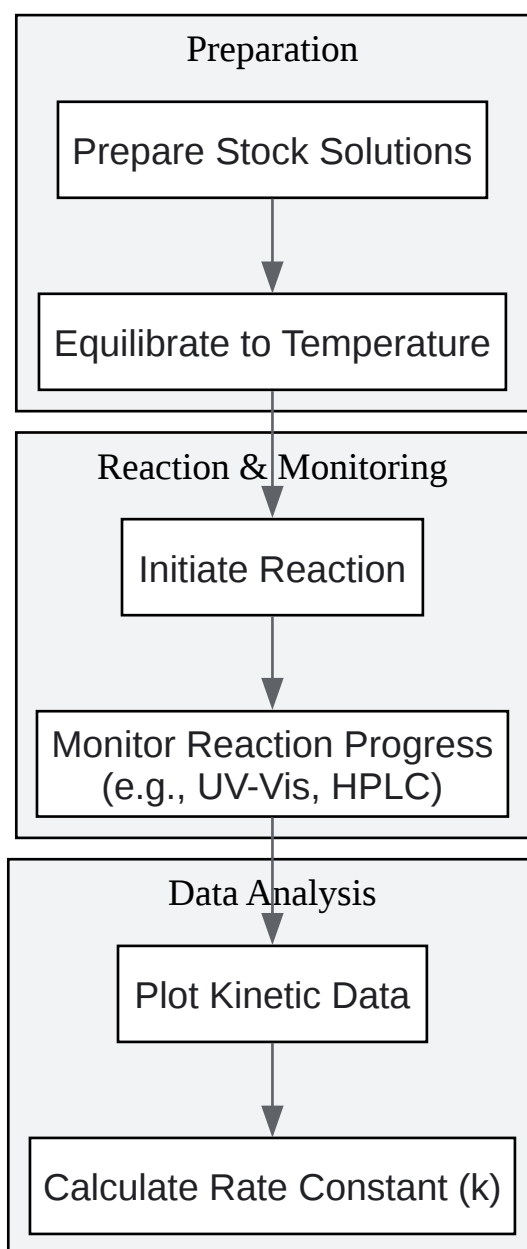 Preparation
Prepare Stock Solutions
Equilibrate to Temperature
Reaction & Monitoring
Initiate Reaction
Monitor Reaction Progress
(e.g., UV-Vis, HPLC)
Data Analysis
Plot Kinetic Data
Calculate Rate Constant (k)